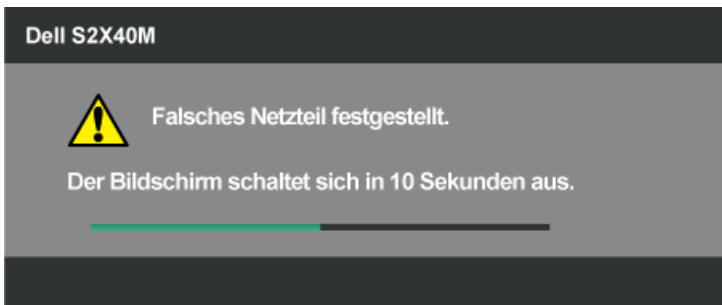 Dell S2X40M
Falsches Netzteil festgestellt.
Der Bildschirm schaltet sich in 10 Sekunden aus.